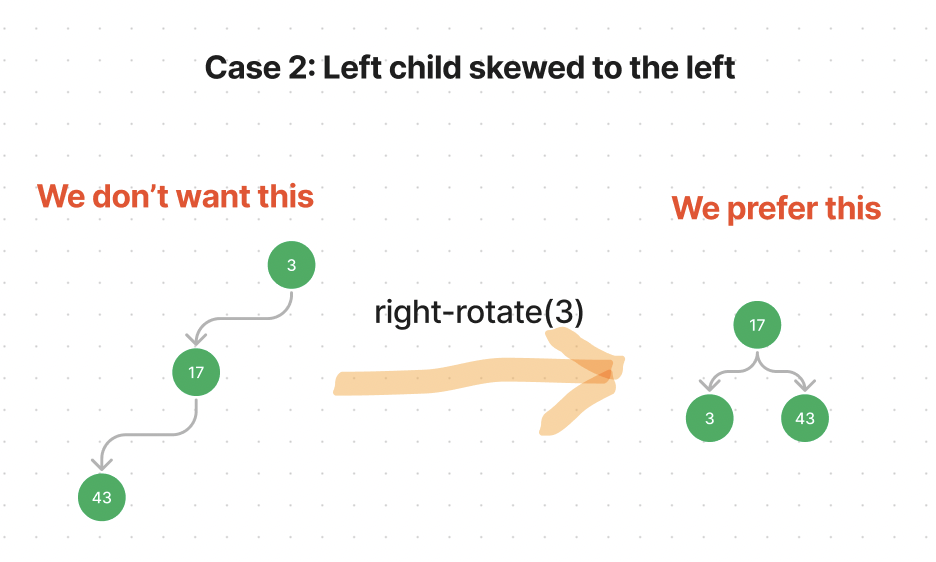 Case 2: Left child skewed to the left
We don't want this
We prefer this
3
right-rotate(3)
17
17
3
43
43